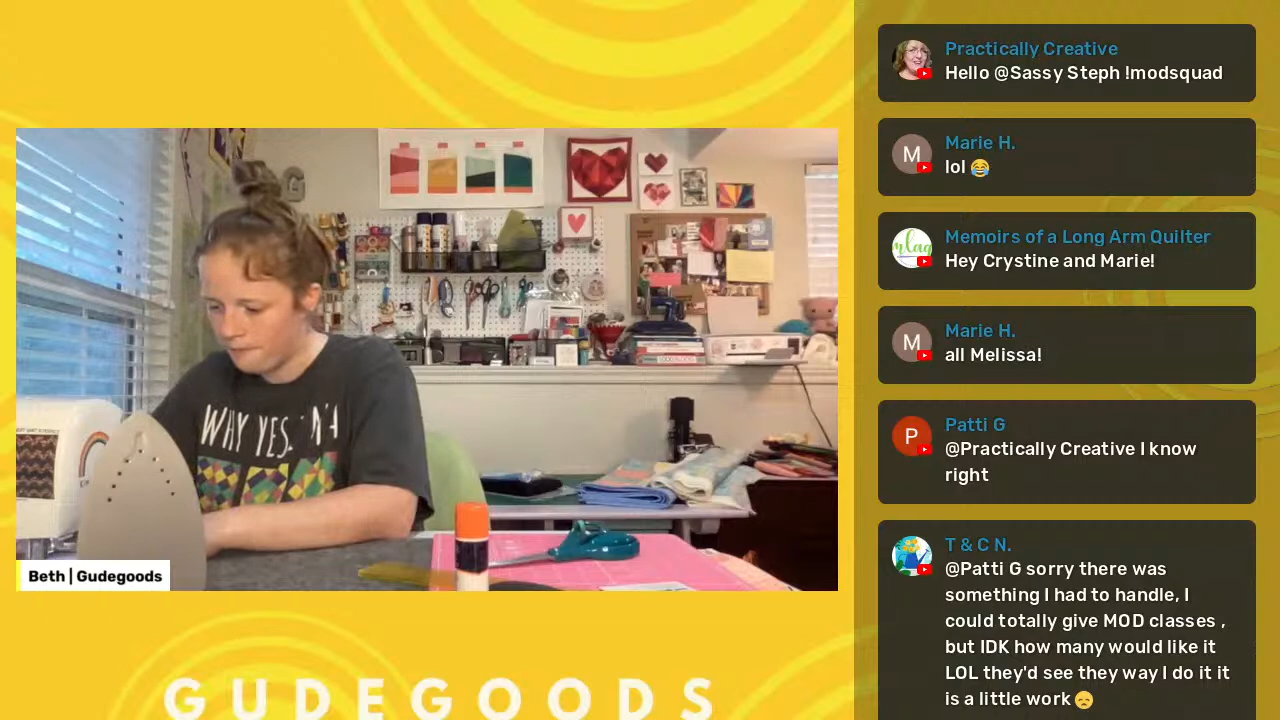 Practically Creative
Hello @Sassy Steph !modsquad
M
Marie H.
lol 😂
Memoirs of a Long Arm Quilter
Hey Crystine and Marie!
M
Marie H.
all Melissa!
P
Patti G
@Practically Creative I know
right
T & C N.
@Patti G sorry there was
something I had to handle, I
could totally give MOD classes ,
but IDK how many would like it
LOL they'd see they way I do it it
is a little work 😞
WHY YES.
Beth | Gudegoods
GUDEGOODS